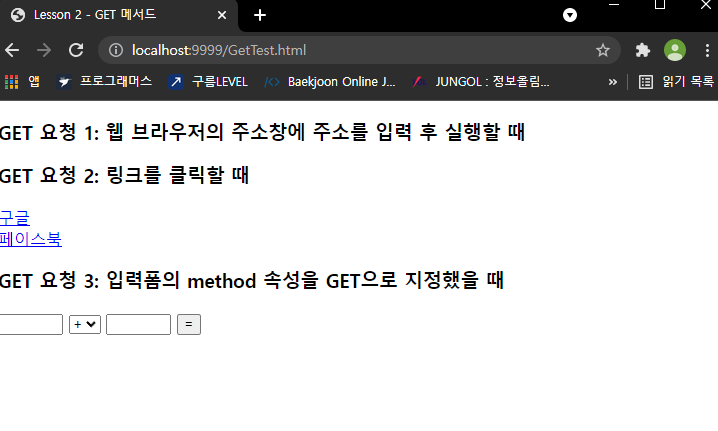 Lesson 2 - GET 메서드
localhost:9999/GetTest.html
앱 프로그래머스 구름LEVEL Baekjoon Online J... JUNGOL : 정보올림... » 읽기 목록
GET 요청 1: 웹 브라우저의 주소창에 주소를 입력 후 실행할 때
GET 요청 2: 링크를 클릭할 때
구글
페이스북
GET 요청 3: 입력폼의 method 속성을 GET으로 지정했을 때
+ =